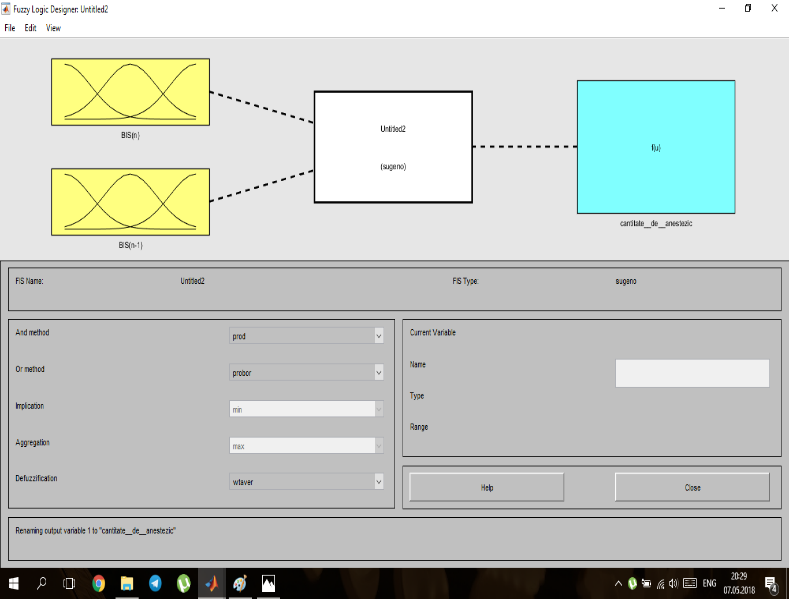 Fuzzy Logic Designer: Untitled2
File Edit View
BIS(n)
BIS(n-1)
Untitled2
(sugeno)
f(u)
cantitate__de__anestezic
FIS Name: Untitled2 FIS Type: sugeno
And method prod
Or method probor
Implication min
Aggregation max
Defuzzification wtaver
Current Variable
Name
Type
Range
Help Close
Renaming output variable 1 to "cantitate__de__anestezic"
ENG 20:29
07.05.2018
4